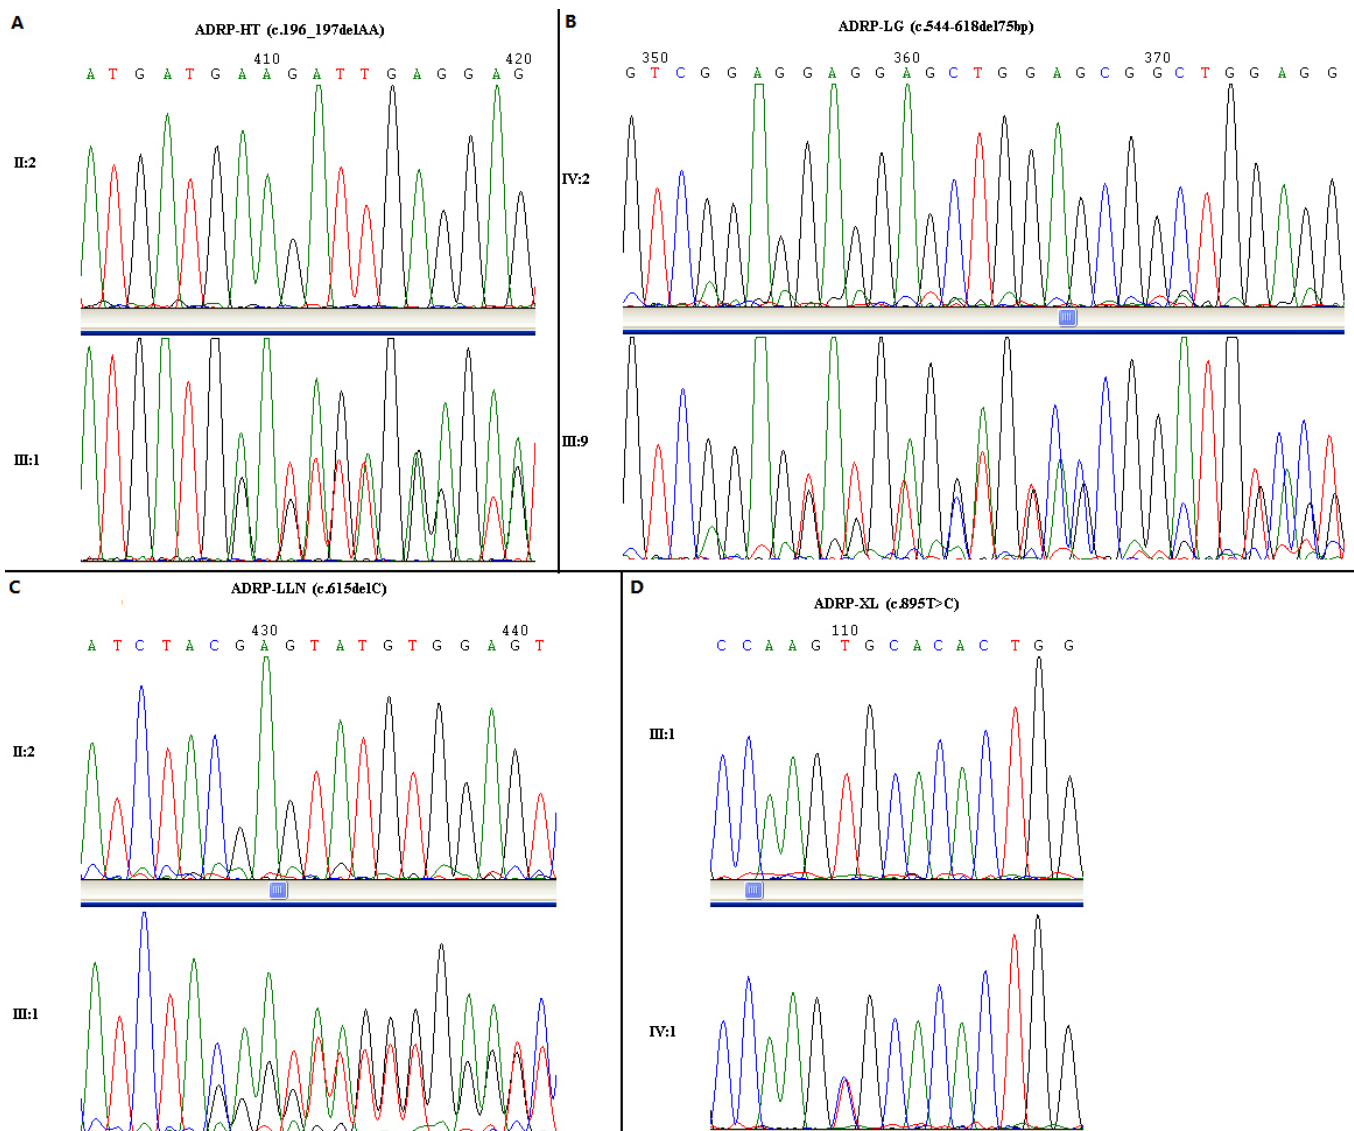 A
ADRP-HT (c.196_197delAA)
410 420
A T G A T G A A G A T T G A G G A G
II:2
III:1
B
ADRP-LG (c.544-618del75bp)
350 360 370
G T C G G A G G A G G A G C T G G A G C G G C T G G A G G
IV:2
III:9
C
ADRP-LLN (c.615delC)
430 440
A T C T A C G A G T A T G T G G A G T
II:2
III:1
D
ADRP-XL (c.895T>C)
110
C C A A G T G C A C A C T G G
III:1
IV:1